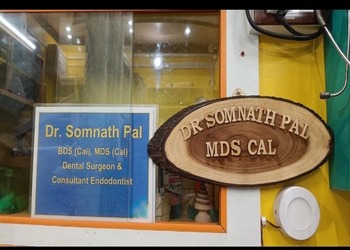 Dr. Somnath Pal
BDS (Cal), MDS (Cal)
Dental Surgeon &
Consultant Endodontist
DR SOMNATH PAL
MDS CAL